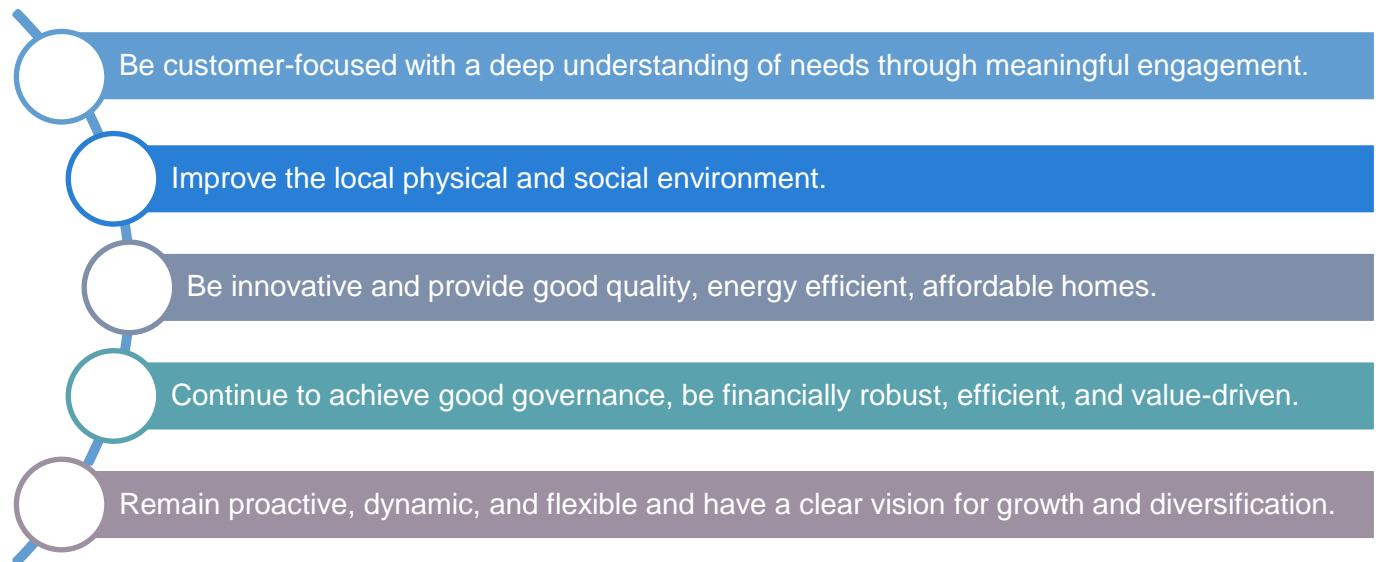 Be customer-focused with a deep understanding of needs through meaningful engagement.
Improve the local physical and social environment.
Be innovative and provide good quality, energy efficient, affordable homes.
Continue to achieve good governance, be financially robust, efficient, and value-driven.
Remain proactive, dynamic, and flexible and have a clear vision for growth and diversification.